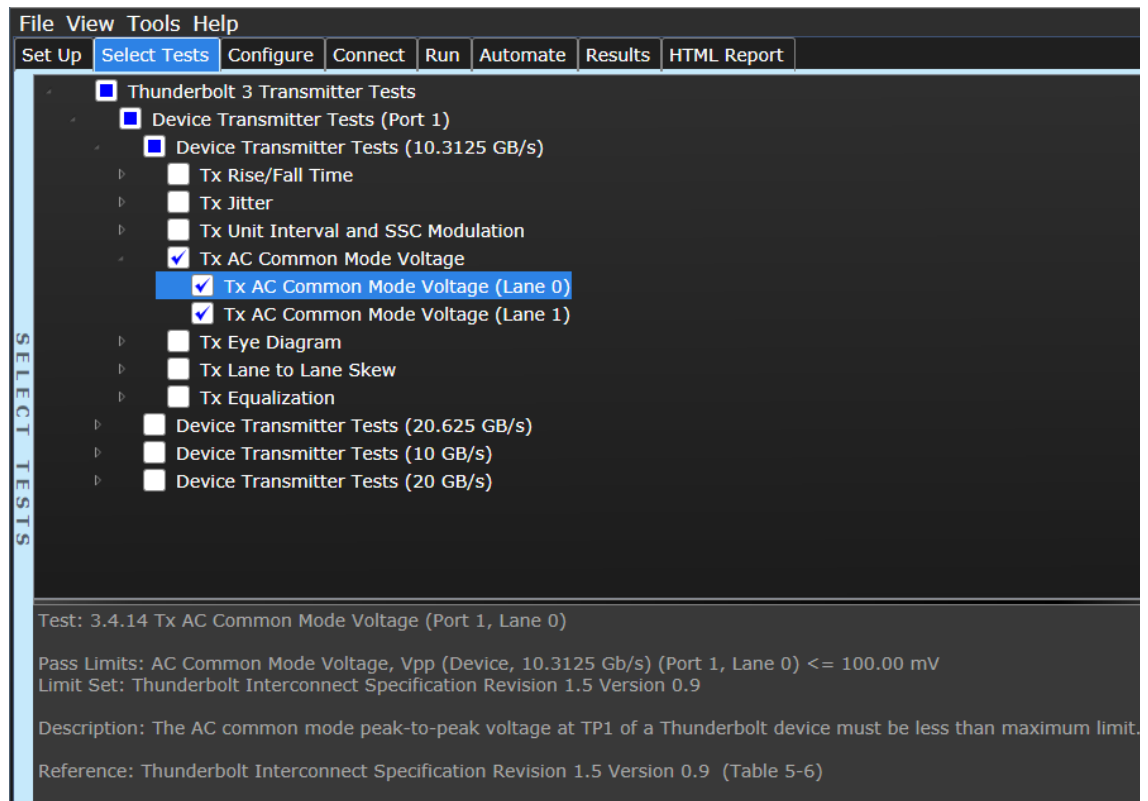 File View Tools Help
Set Up Select Tests Configure Connect Run Automate Results HTML Report
Thunderbolt 3 Transmitter Tests
Device Transmitter Tests (Port 1)
Device Transmitter Tests (10.3125 GB/s)
Tx Rise/Fall Time
Tx Jitter
Tx Unit Interval and SSC Modulation
Tx AC Common Mode Voltage
Tx AC Common Mode Voltage (Lane 0)
Tx AC Common Mode Voltage (Lane 1)
Tx Eye Diagram
Tx Lane to Lane Skew
Tx Equalization
Device Transmitter Tests (20.625 GB/s)
Device Transmitter Tests (10 GB/s)
Device Transmitter Tests (20 GB/s)
SELECT TESTS
Test: 3.4.14 Tx AC Common Mode Voltage (Port 1, Lane 0)
Pass Limits: AC Common Mode Voltage, Vpp (Device, 10.3125 Gb/s) (Port 1, Lane 0) <= 100.00 mV
Limit Set: Thunderbolt Interconnect Specification Revision 1.5 Version 0.9
Description: The AC common mode peak-to-peak voltage at TP1 of a Thunderbolt device must be less than maximum limit.
Reference: Thunderbolt Interconnect Specification Revision 1.5 Version 0.9 (Table 5-6)